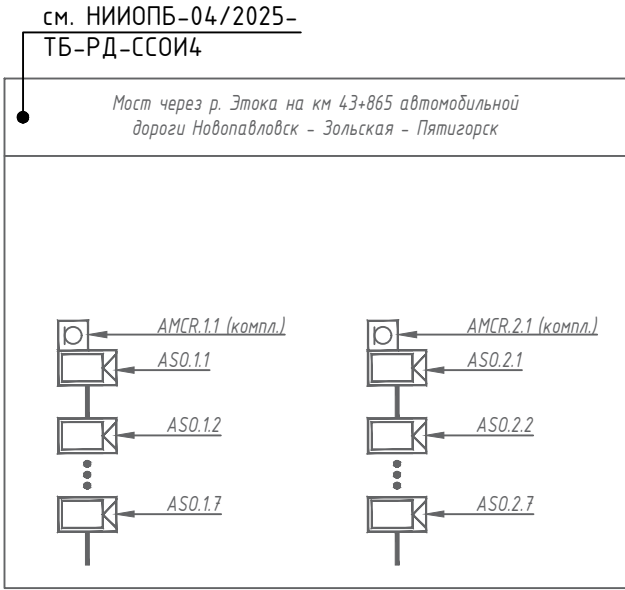 см. НИИОПБ-04/2025-
ТБ-РД-ССОИ4
Мост через р. Этока на км 43+865 автомобильной
дороги Новопавловск - Зольская - Пятигорск
AMCR.1.1 (компл.)
ASO.1.1
ASO.1.2
ASO.1.7
AMCR.2.1 (компл.)
ASO.2.1
ASO.2.2
ASO.2.7